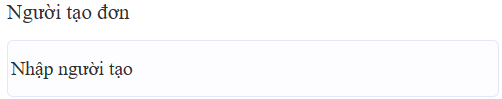 Người tạo đơn
Nhập người tạo